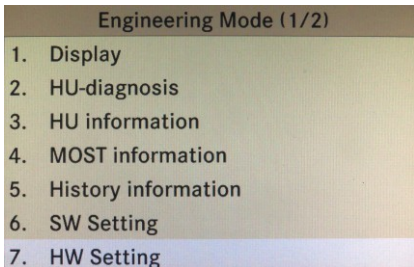 Engineering Mode (1/2)
1. Display
2. HU-diagnosis
3. HU information
4. MOST information
5. History information
6. SW Setting
7. HW Setting